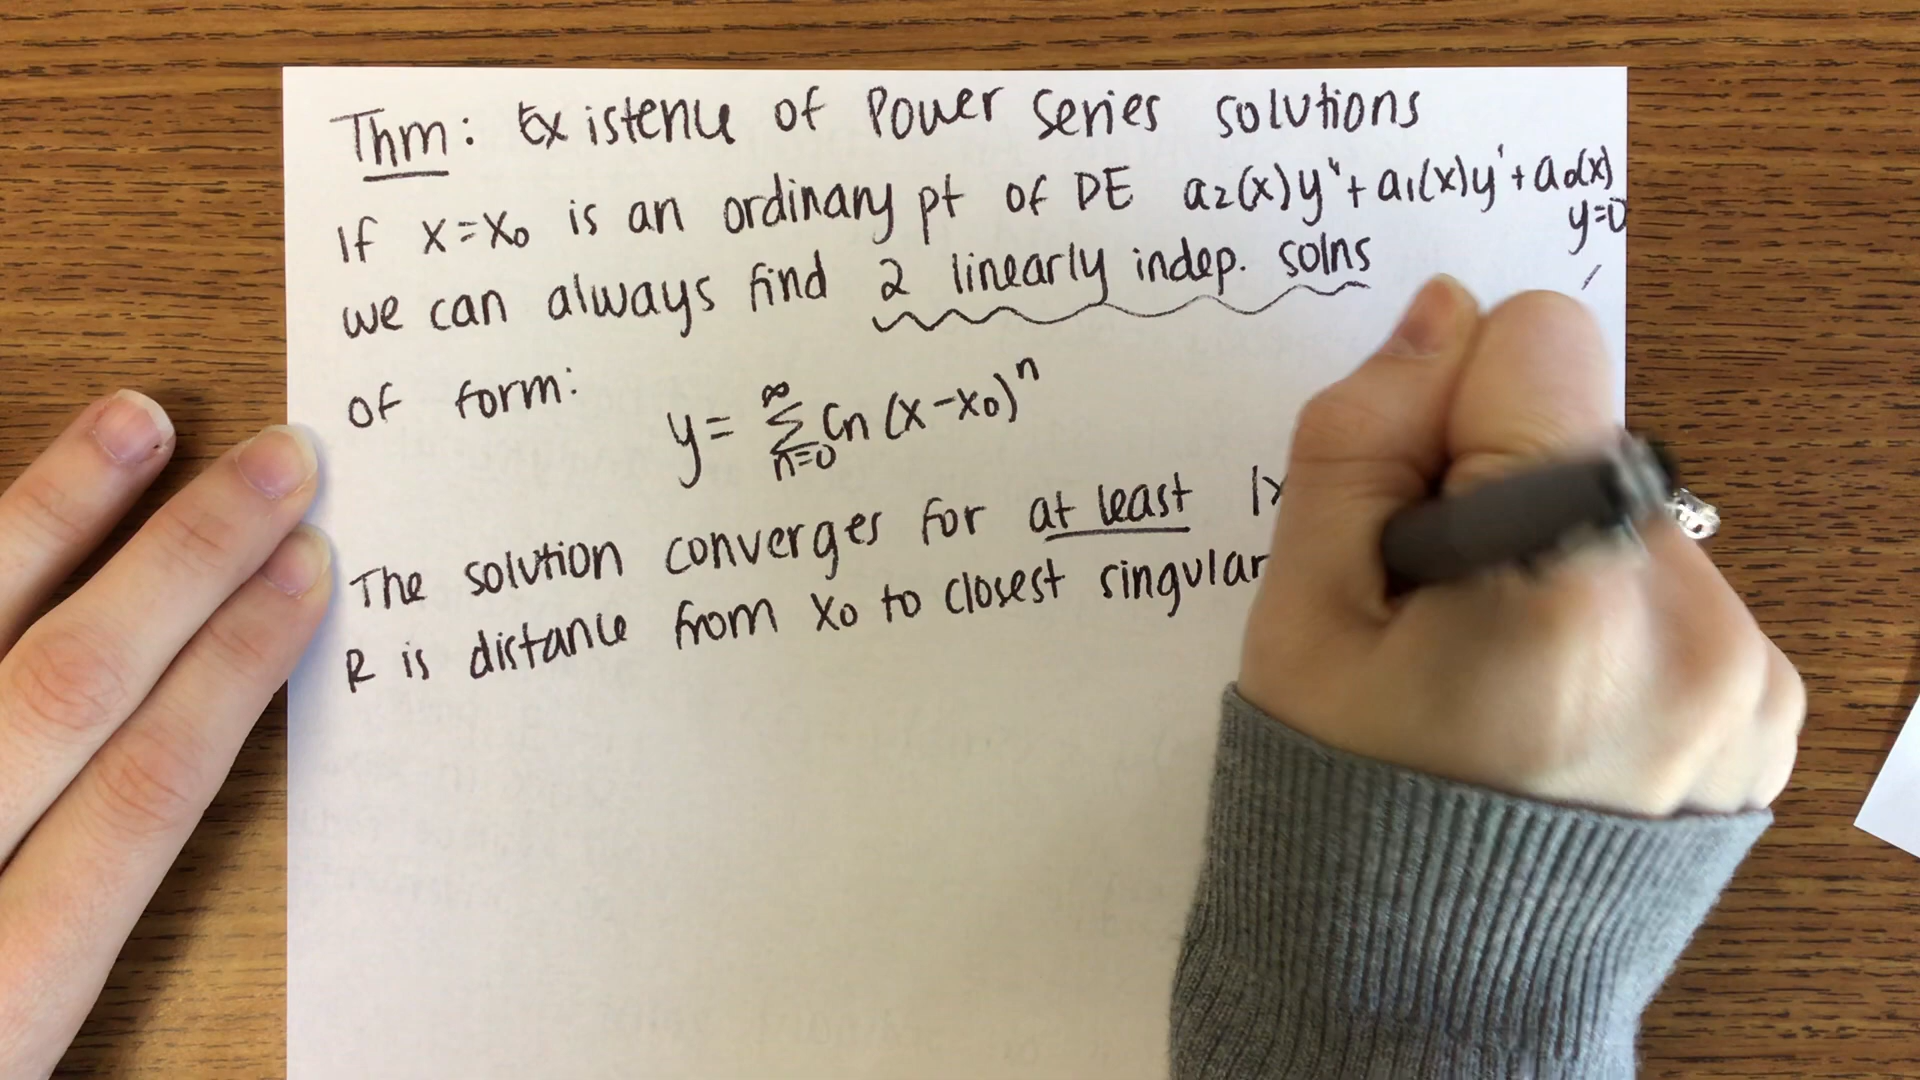 Thm: Existence of Power Series solutions
If x=x₀ is an ordinary pt of DE a₂(x)y"+a₁(x)y'+a₀(x)
y=0
we can always find 2 linearly indep. solns
of form:
y = ∑_{n=0}^{∞} Cn (x-x₀)ⁿ
The solution converges for at least |x
R is distance from x₀ to closest singular